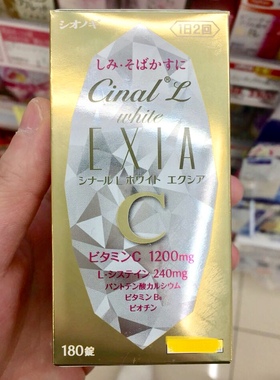 シオノギ
1日2回
しみ・そばかすに
Cinal® L
white
EXIA
シナールLホワイト エクシア
C
ビタミンC 1200mg
L-システイン 240mg
パントテン酸カルシウム
ビタミンB6
ビオチン
180錠